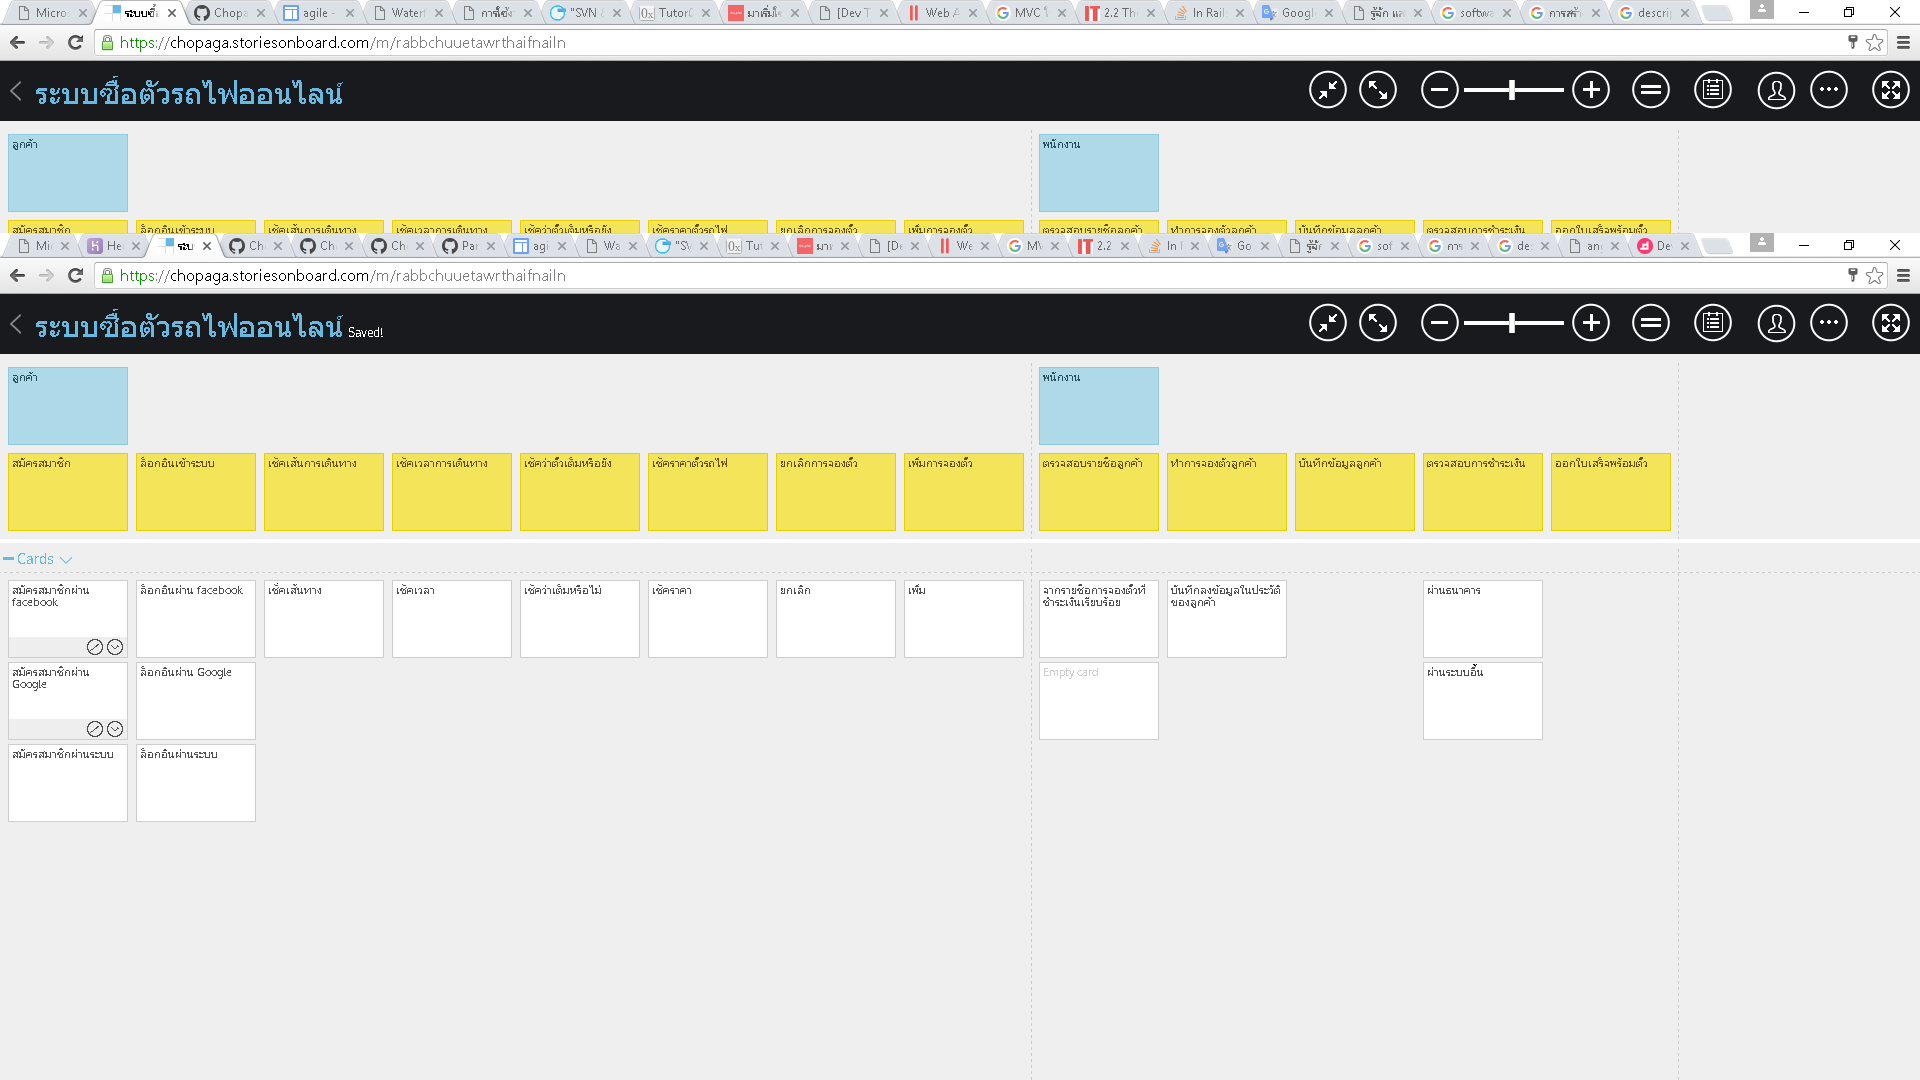 Micro
ระบบซื้อ
Chopa
agile -
Waterf
การใช้ง
"SVN &
TutorC
มาเริ่มใช้
[Dev T
Web A
MVC
2.2 Th
In Rail
Googl
รู้จัก แล
softwa
การสร้
descrip
https://chopaga.storiesonboard.com/m/rabbchuuetawrthaifnailn
ระบบซื้อตั๋วรถไฟออนไลน์
ลูกค้า
พนักงาน
สมัครสมาชิก
ล็อกอินเข้าระบบ
เช้คเส้นการเดินทาง
เช้คเวลาการเดินทาง
เช้คว่าตั๋วเต็มหรือยัง
เช้คราคาตั๋วรถไฟ
ยกเลิกการจองตั๋ว
เพิ่มการจองตั๋ว
ตรวจสอบรายชื่อลูกค้า
ทำการจองตัวลูกค้า
บันทึกข้อมูลลูกค้า
ตรวจสอบการชำระเงิน
ออกใบเสร็จพร้อมตั๋ว
Mic
He
ระบ
Ch
Ch
Ch
Pa
agi
Wa
"SV
Tut
มาเ
[De
We
MV
2.2
In I
Go
รู้จัก
sof
การ
de
an
De
https://chopaga.storiesonboard.com/m/rabbchuuetawrthaifnailn
ระบบซื้อตั๋วรถไฟออนไลน์ Saved!
ลูกค้า
พนักงาน
สมัครสมาชิก
ล็อกอินเข้าระบบ
เช้คเส้นการเดินทาง
เช้คเวลาการเดินทาง
เช้คว่าตั๋วเต็มหรือยัง
เช้คราคาตั๋วรถไฟ
ยกเลิกการจองตั๋ว
เพิ่มการจองตั๋ว
ตรวจสอบรายชื่อลูกค้า
ทำการจองตัวลูกค้า
บันทึกข้อมูลลูกค้า
ตรวจสอบการชำระเงิน
ออกใบเสร็จพร้อมตั๋ว
Cards
สมัครสมาชิกผ่าน
facebook
ล็อกอินผ่าน facebook
เช็คเส้นทาง
เช้คเวลา
เช้คว่าเต็มหรือไม่
เช้คราคา
ยกเลิก
เพิ่ม
จากรายชื่อการจองตั๋วที่
ชำระเงินเรียบร้อย
บันทึกลงข้อมูลในประวัติ
ของลูกค้า
ผ่านธนาคาร
สมัครสมาชิกผ่าน
Google
ล็อกอินผ่าน Google
Empty card
ผ่านระบบอื่น
สมัครสมาชิกผ่านระบบ
ล็อกอินผ่านระบบ